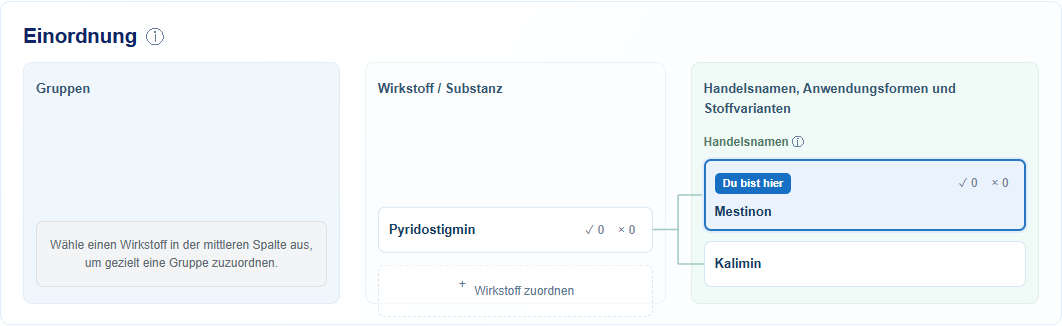 Einordnung ⓘ
Gruppen
Wähle einen Wirkstoff in der mittleren Spalte aus,
um gezielt eine Gruppe zuzuordnen.
Wirkstoff / Substanz
Pyridostigmin ✓ 0 × 0
+ Wirkstoff zuordnen
Handelsnamen, Anwendungsformen und
Stoffvarianten
Handelsnamen ⓘ
Du bist hier ✓ 0 × 0
Mestinon
Kalimin